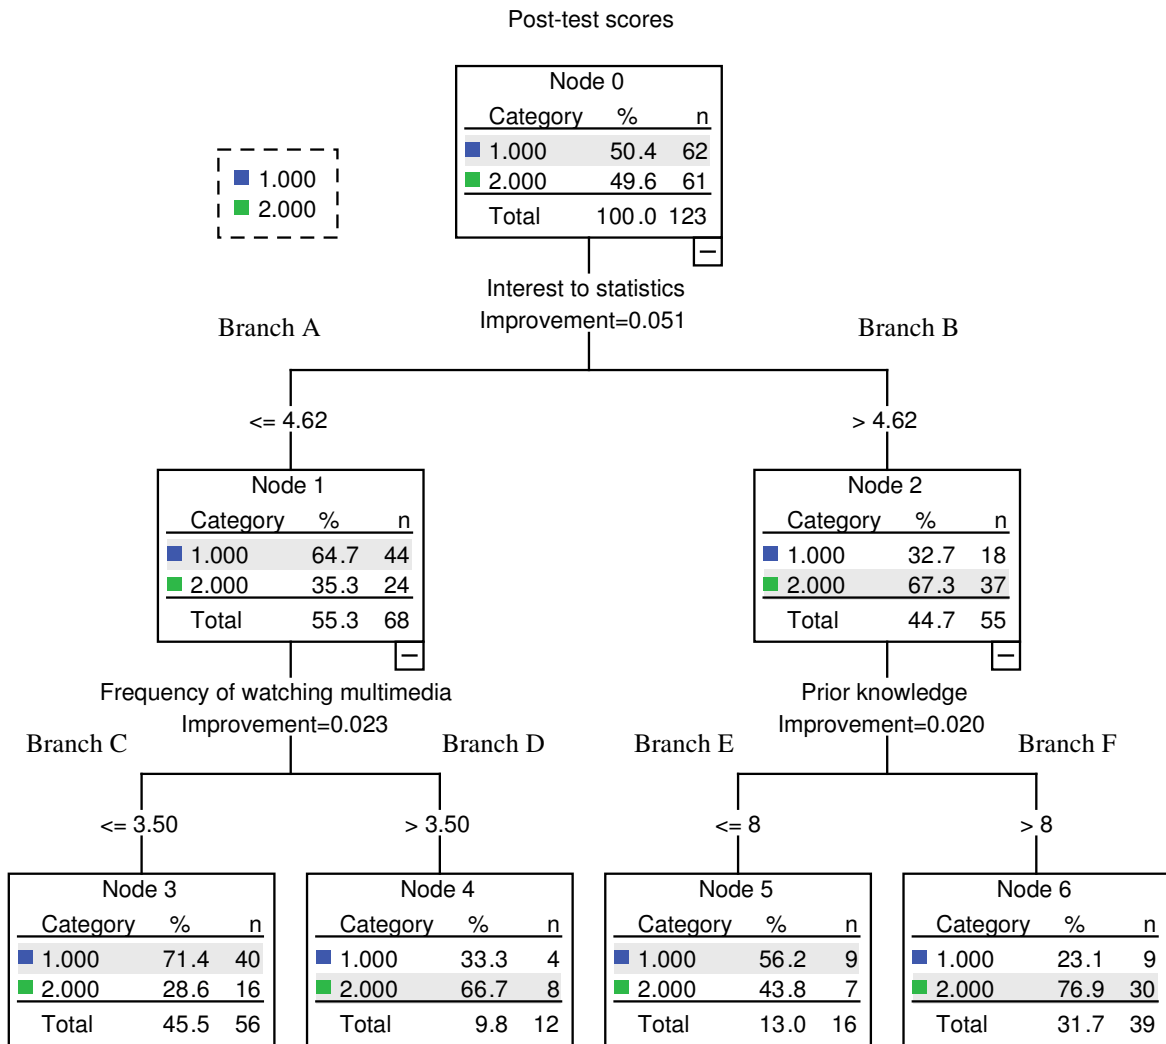 Post-test scores
Node 0
Category % n
1.000 50.4 62
2.000 49.6 61
Total 100.0 123
1.000
2.000
Interest to statistics
Improvement=0.051
Branch A
Branch B
<= 4.62
> 4.62
Node 1
Category % n
1.000 64.7 44
2.000 35.3 24
Total 55.3 68
Node 2
Category % n
1.000 32.7 18
2.000 67.3 37
Total 44.7 55
Frequency of watching multimedia
Improvement=0.023
Prior knowledge
Improvement=0.020
Branch C
Branch D
Branch E
Branch F
<= 3.50
> 3.50
<= 8
> 8
Node 3
Category % n
1.000 71.4 40
2.000 28.6 16
Total 45.5 56
Node 4
Category % n
1.000 33.3 4
2.000 66.7 8
Total 9.8 12
Node 5
Category % n
1.000 56.2 9
2.000 43.8 7
Total 13.0 16
Node 6
Category % n
1.000 23.1 9
2.000 76.9 30
Total 31.7 39